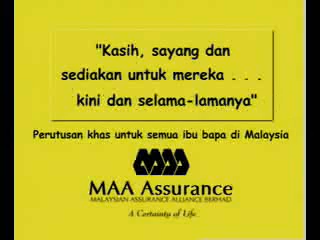 "Kasih, sayang dan
sediakan untuk mereka . . .
kini dan selama-lamanya"
Perutusan khas untuk semua ibu bapa di Malaysia
MAA Assurance
MALAYSIAN ASSURANCE ALLIANCE BERHAD
A Certainty of Life